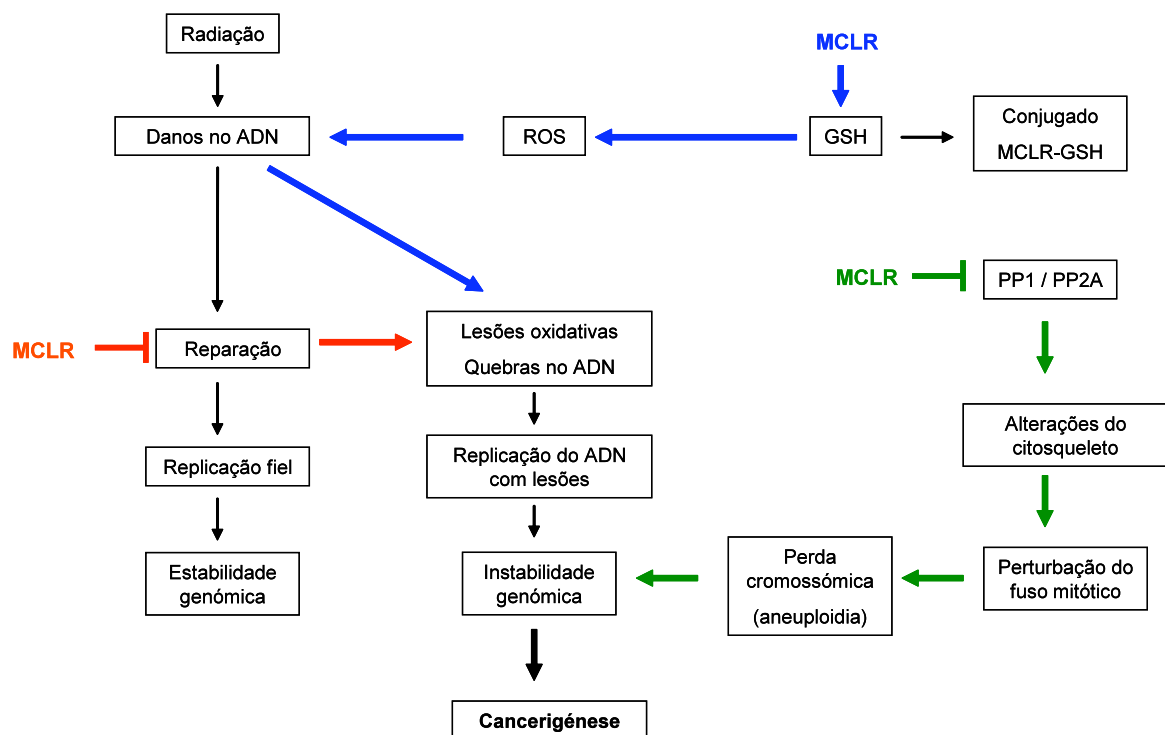 Radiação
MCLR
Danos no ADN
ROS
GSH
Conjugado
MCLR-GSH
MCLR
PP1 / PP2A
MCLR
Reparação
Lesões oxidativas
Quebras no ADN
Alterações do
citosqueleto
Replicação fiel
Replicação do ADN
com lesões
Estabilidade
genómica
Instabilidade
genómica
Perda
cromossómica
(aneuploidia)
Perturbação do
fuso mitótico
Cancerigénese